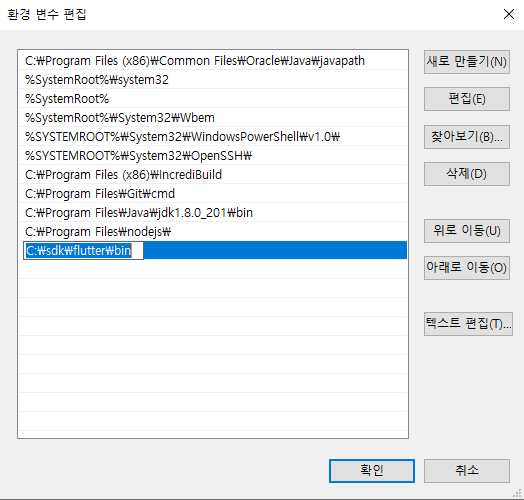 환경 변수 편집
C:₩Program Files (x86)₩Common Files₩Oracle₩Java₩javapath
%SystemRoot%₩system32
%SystemRoot%
%SystemRoot%₩System32₩Wbem
%SYSTEMROOT%₩System32₩WindowsPowerShell₩v1.0₩
%SYSTEMROOT%₩System32₩OpenSSH₩
C:₩Program Files (x86)₩IncrediBuild
C:₩Program Files₩Git₩cmd
C:₩Program Files₩Java₩jdk1.8.0_201₩bin
C:₩Program Files₩nodejs₩
C:₩sdk₩flutter₩bin
새로 만들기(N)
편집(E)
찾아보기(B)...
삭제(D)
위로 이동(U)
아래로 이동(O)
텍스트 편집(T)...
확인
취소